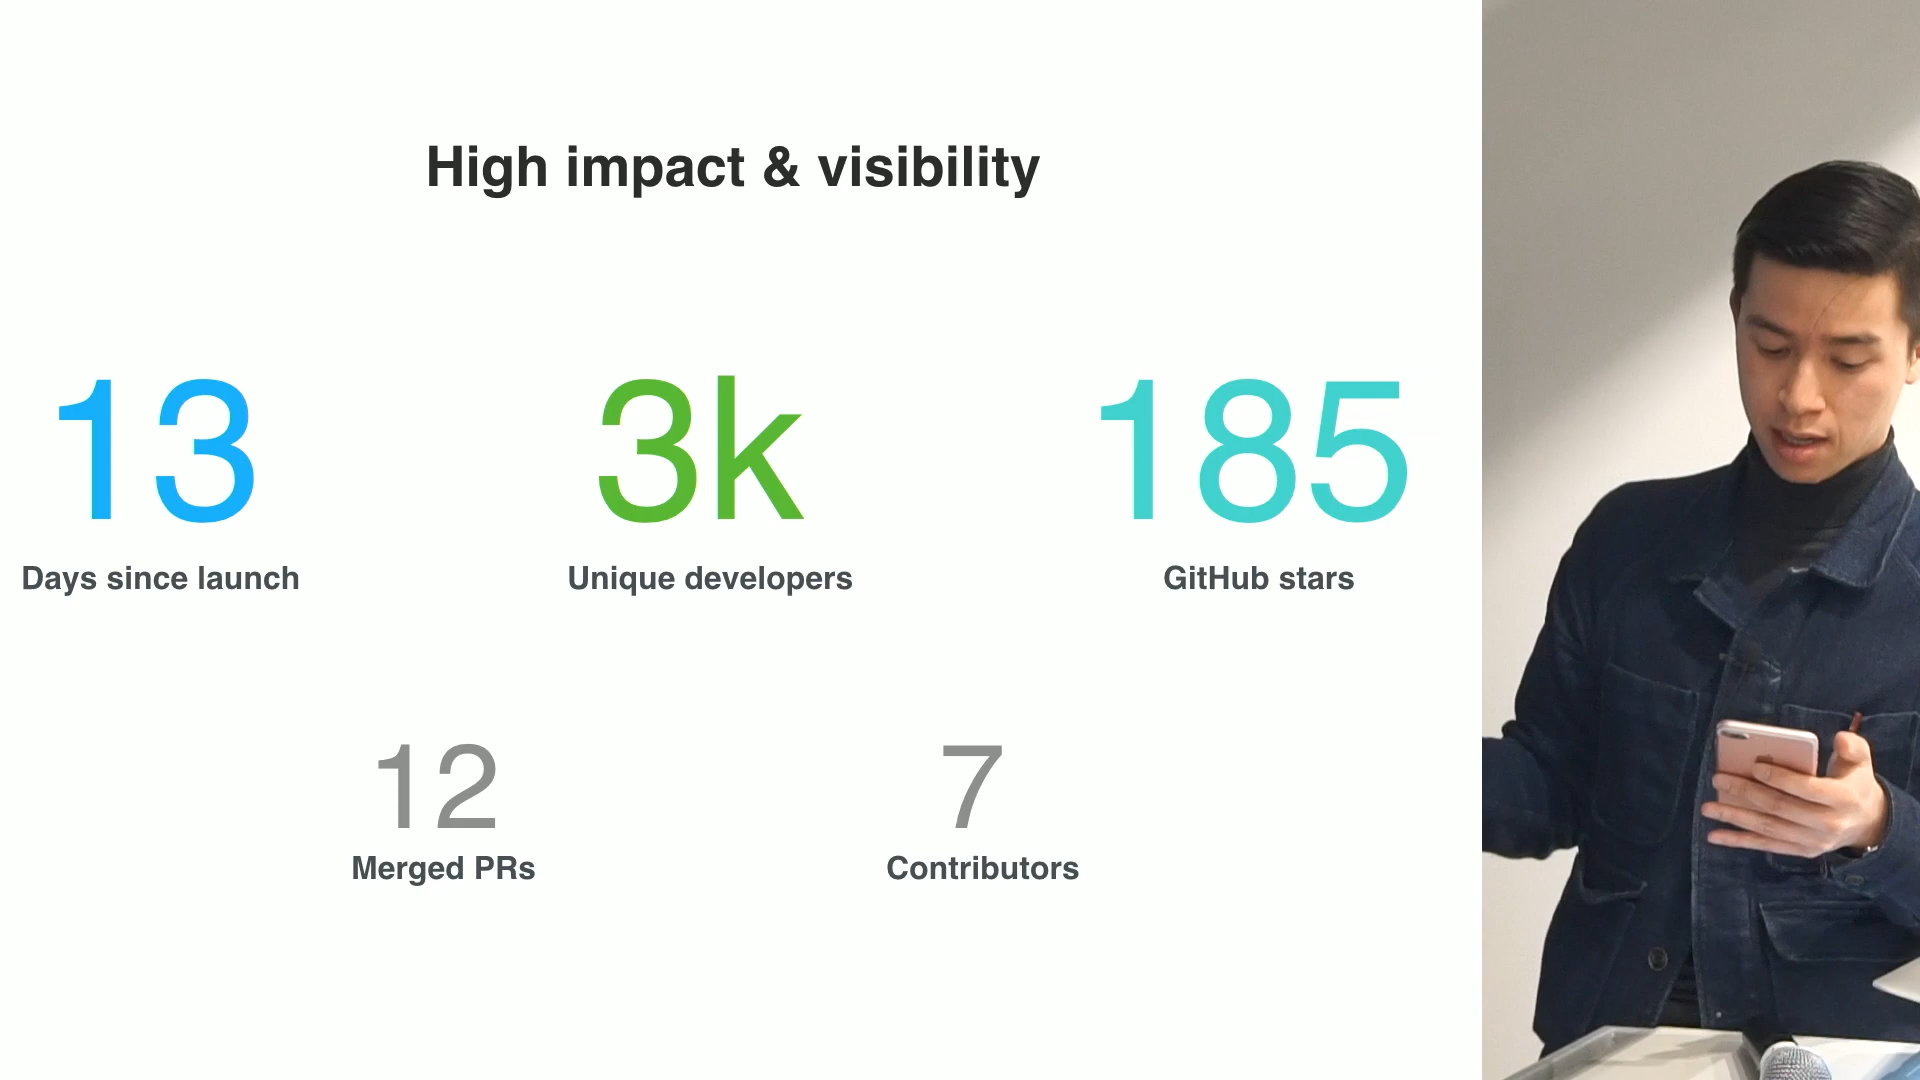 High impact & visibility
13
3k
185
Days since launch
Unique developers
GitHub stars
12
7
Merged PRs
Contributors